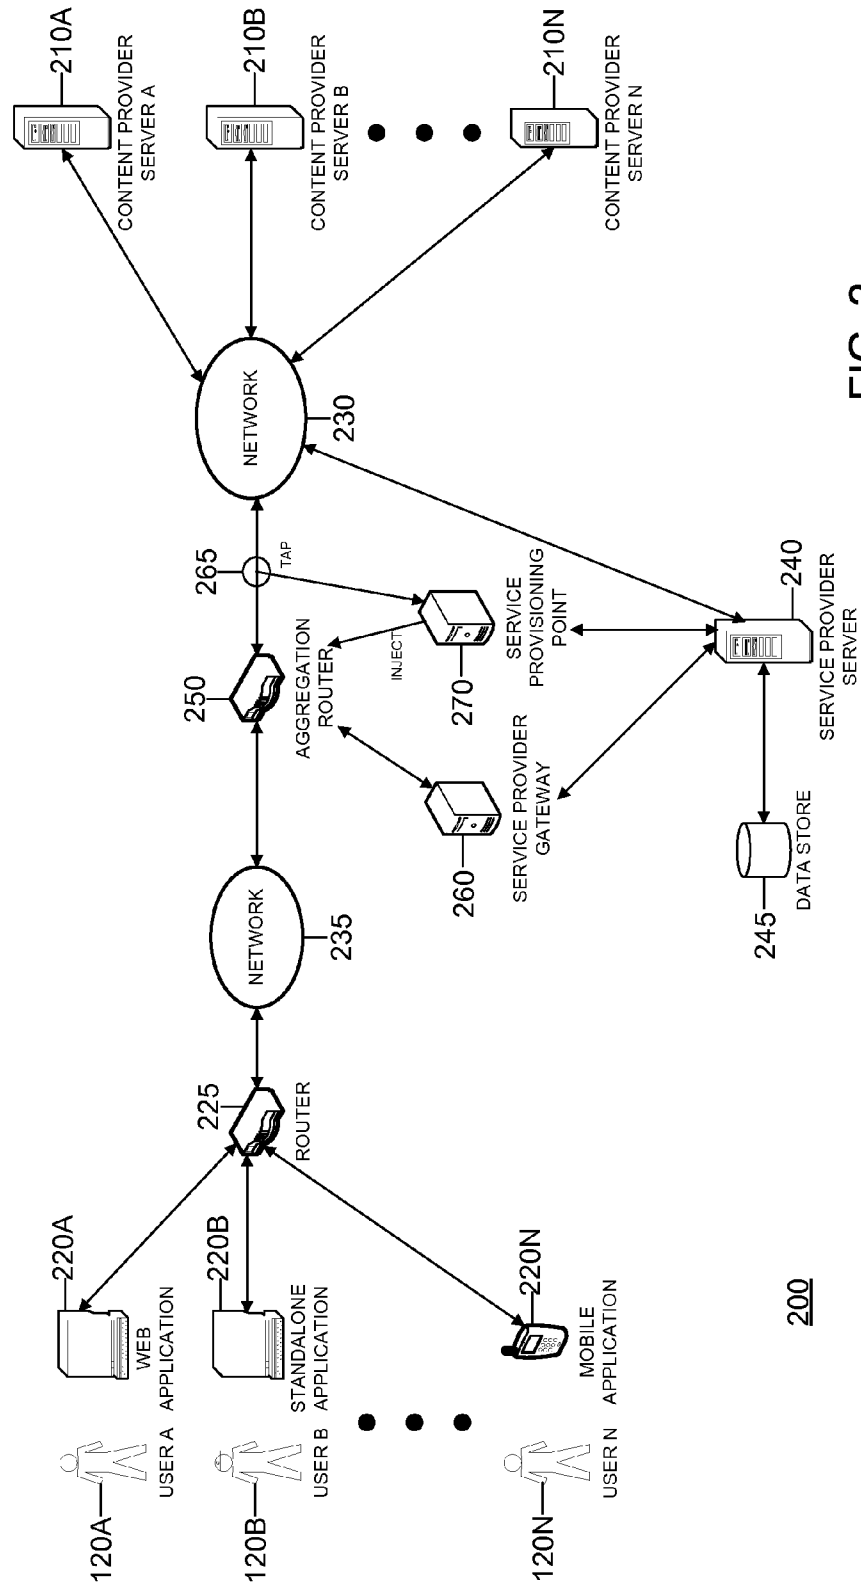 120A
USER A
220A
WEB
APPLICATION
120B
USER B
220B
STANDALONE
APPLICATION
120N
USER N
220N
MOBILE
APPLICATION
225
ROUTER
NETWORK
235
250
AGGREGATION
ROUTER
265
TAP
INJECT
260
SERVICE PROVIDER
GATEWAY
270
SERVICE
PROVISIONING
POINT
NETWORK
230
245
DATA STORE
240
SERVICE PROVIDER
SERVER
210A
CONTENT PROVIDER
SERVER A
210B
CONTENT PROVIDER
SERVER B
210N
CONTENT PROVIDER
SERVER N
200